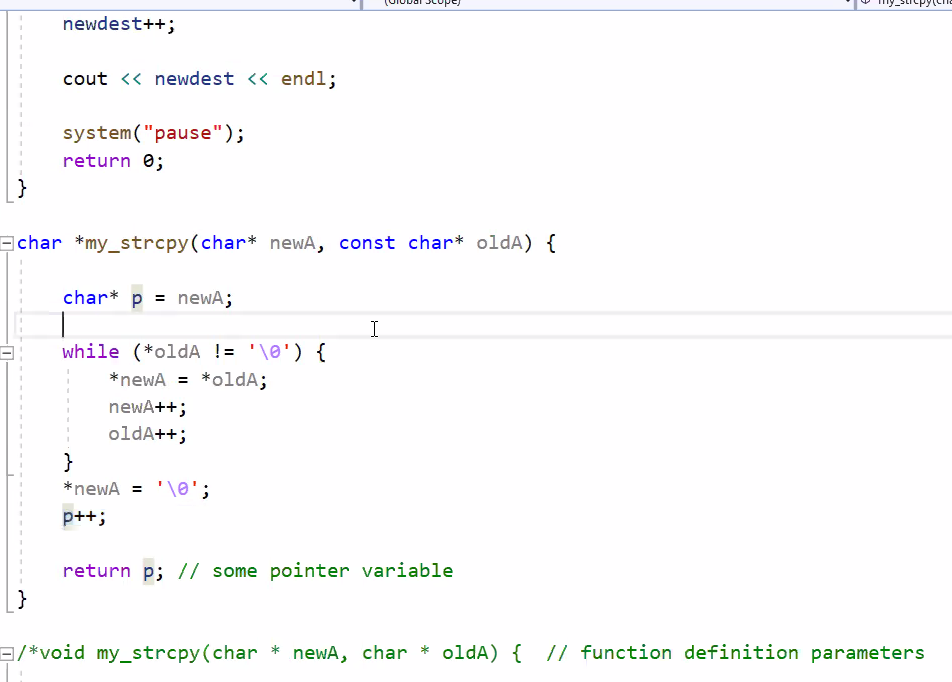 (Global Scope)
newdest++;
cout << newdest << endl;
system("pause");
return 0;
}
char *my_strcpy(char* newA, const char* oldA) {
char* p = newA;
while (*oldA != '\0') {
*newA = *oldA;
newA++;
oldA++;
}
*newA = '\0';
p++;
return p; // some pointer variable
}
/*void my_strcpy(char * newA, char * oldA) {  // function definition parameters